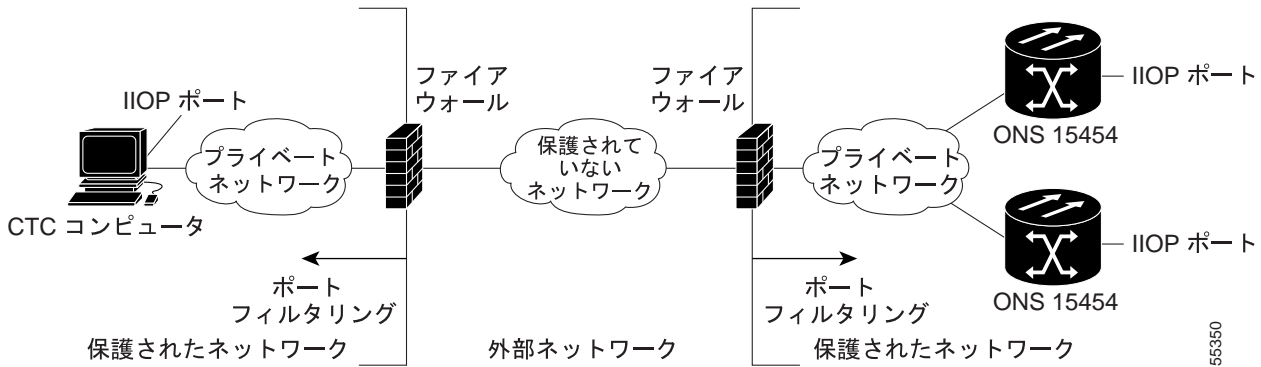 IIOP ポート
プライベート
ネットワーク
CTC コンピュータ
ファイア
ウォール
保護されて
いない
ネットワーク
ファイア
ウォール
プライベート
ネットワーク
IIOP ポート
ONS 15454
IIOP ポート
ONS 15454
ポート
フィルタリング
ポート
フィルタリング
保護されたネットワーク
外部ネットワーク
保護されたネットワーク
55350